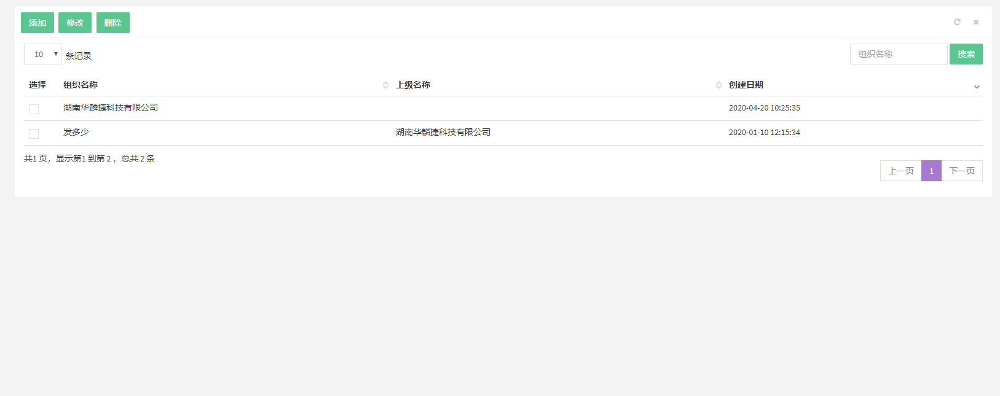 添加 修改 删除
10 条记录 组织名称 搜索
选择 组织名称 上级名称 创建日期
湖南华麟捷科技有限公司 2020-04-20 10:25:35
发多少 湖南华麟捷科技有限公司 2020-01-10 12:15:34
共1 页，显示第1 到第 2 ，总共 2 条
上一页 1 下一页